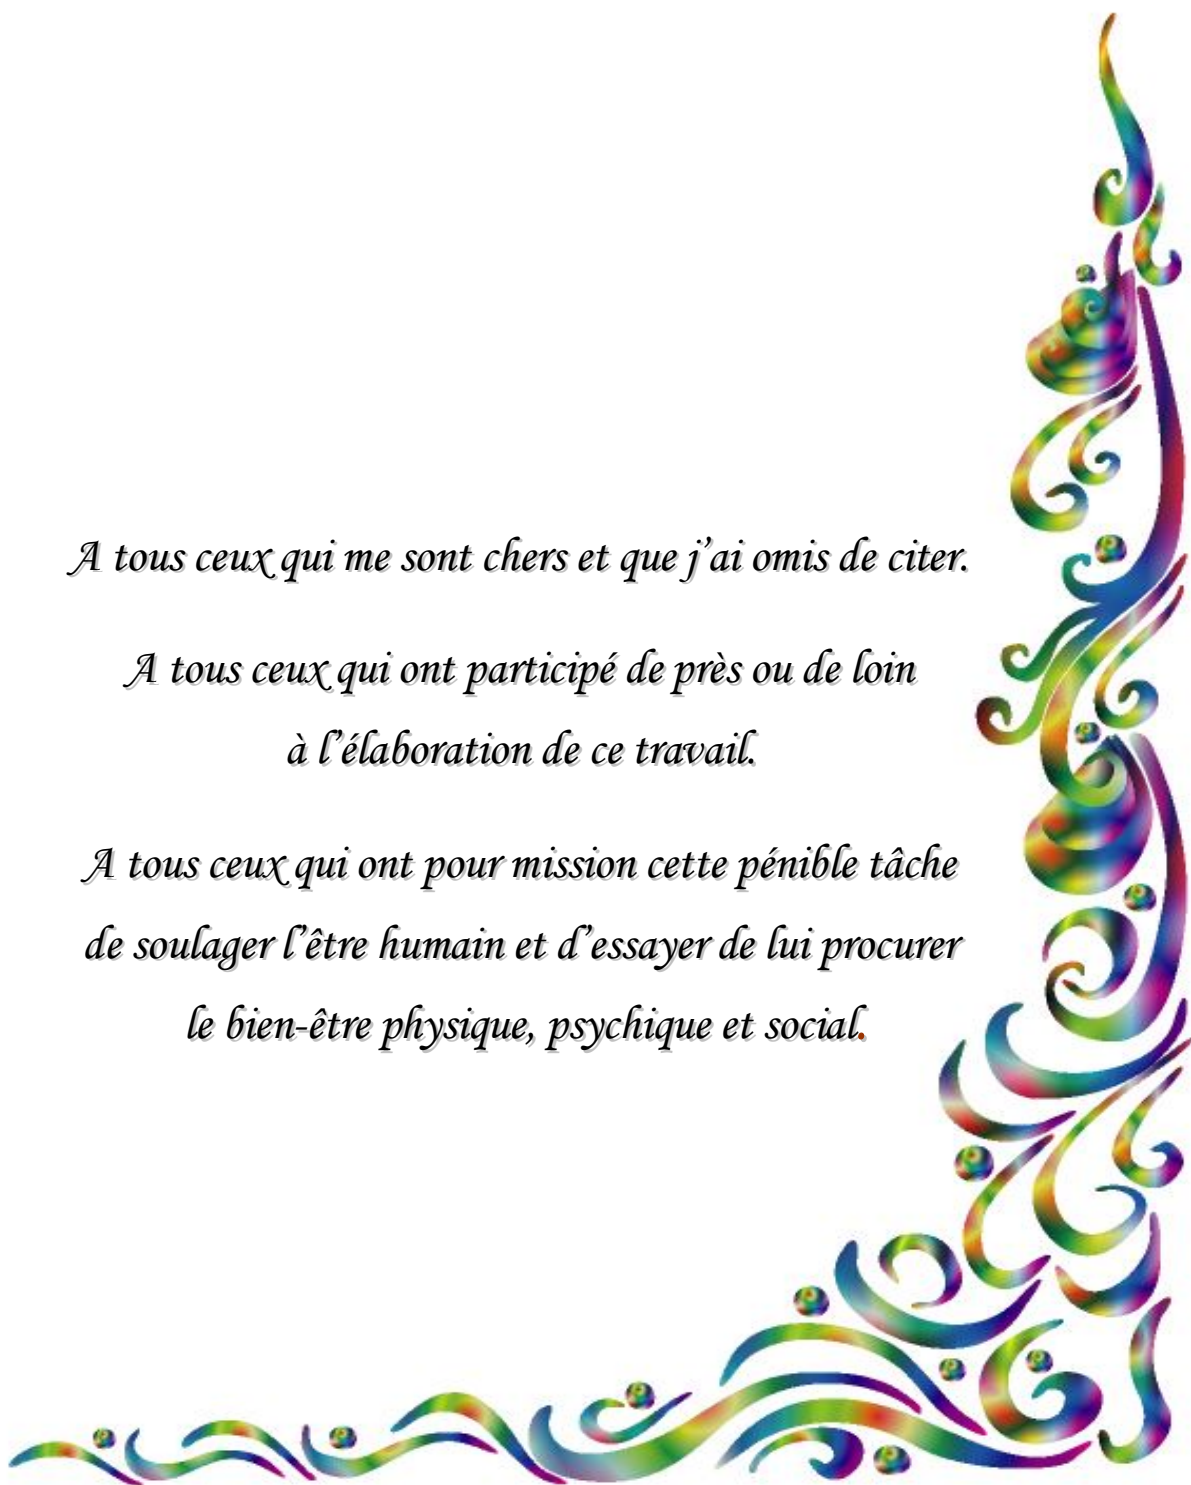 A tous ceux qui me sont chers et que j’ai omis de citer.
A tous ceux qui ont participé de près ou de loin
à l’élaboration de ce travail.
A tous ceux qui ont pour mission cette pénible tâche
de soulager l’être humain et d’essayer de lui procurer
le bien-être physique, psychique et social.